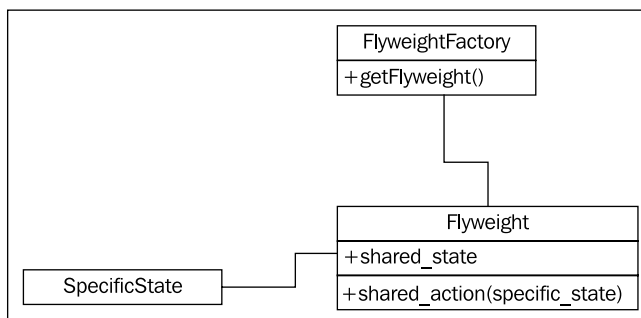 FlyweightFactory
+getFlyweight()
Flyweight
+shared_state
+shared_action(specific_state)
SpecificState